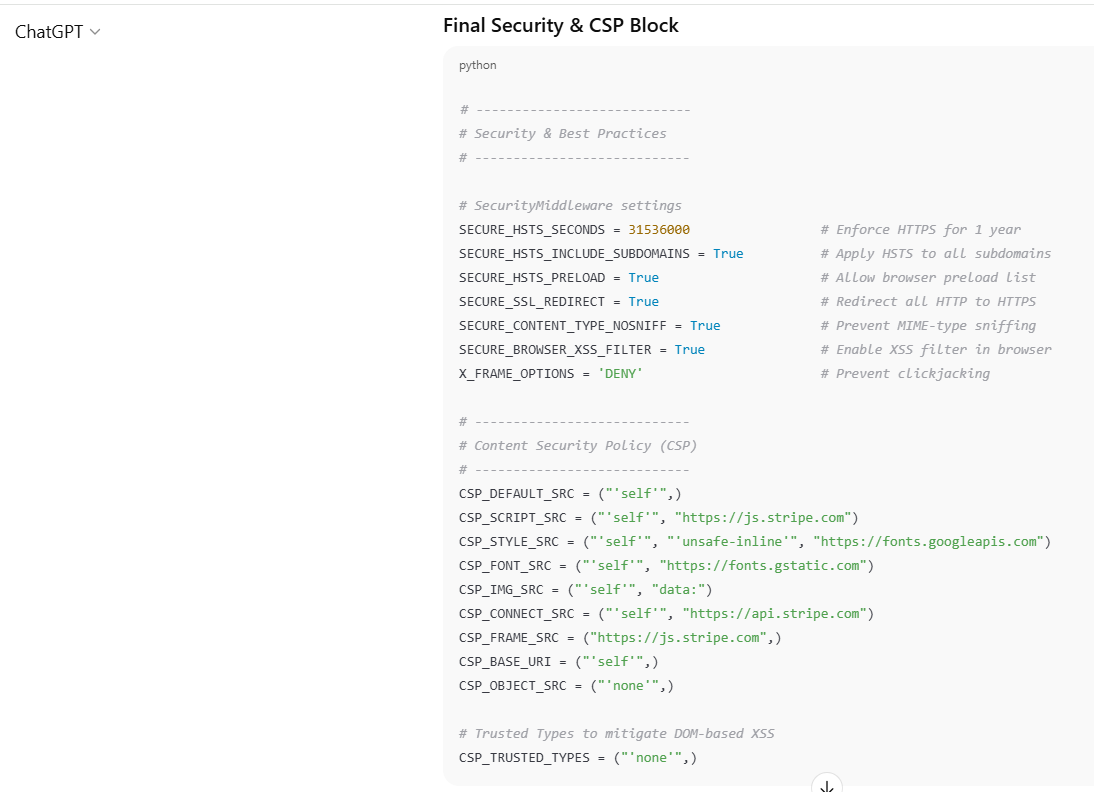 ChatGPT
Final Security & CSP Block
python
# ----------------------------
# Security & Best Practices
# ----------------------------
# SecurityMiddleware settings
SECURE_HSTS_SECONDS = 31536000 # Enforce HTTPS for 1 year
SECURE_HSTS_INCLUDE_SUBDOMAINS = True # Apply HSTS to all subdomains
SECURE_HSTS_PRELOAD = True # Allow browser preload list
SECURE_SSL_REDIRECT = True # Redirect all HTTP to HTTPS
SECURE_CONTENT_TYPE_NOSNIFF = True # Prevent MIME-type sniffing
SECURE_BROWSER_XSS_FILTER = True # Enable XSS filter in browser
X_FRAME_OPTIONS = 'DENY' # Prevent clickjacking
# ----------------------------
# Content Security Policy (CSP)
# ----------------------------
CSP_DEFAULT_SRC = ("'self'",)
CSP_SCRIPT_SRC = ("'self'", "https://js.stripe.com")
CSP_STYLE_SRC = ("'self'", "'unsafe-inline'", "https://fonts.googleapis.com")
CSP_FONT_SRC = ("'self'", "https://fonts.gstatic.com")
CSP_IMG_SRC = ("'self'", "data:")
CSP_CONNECT_SRC = ("'self'", "https://api.stripe.com")
CSP_FRAME_SRC = ("https://js.stripe.com",)
CSP_BASE_URI = ("'self'",)
CSP_OBJECT_SRC = ("'none'",)
# Trusted Types to mitigate DOM-based XSS
CSP_TRUSTED_TYPES = ("'none'",)